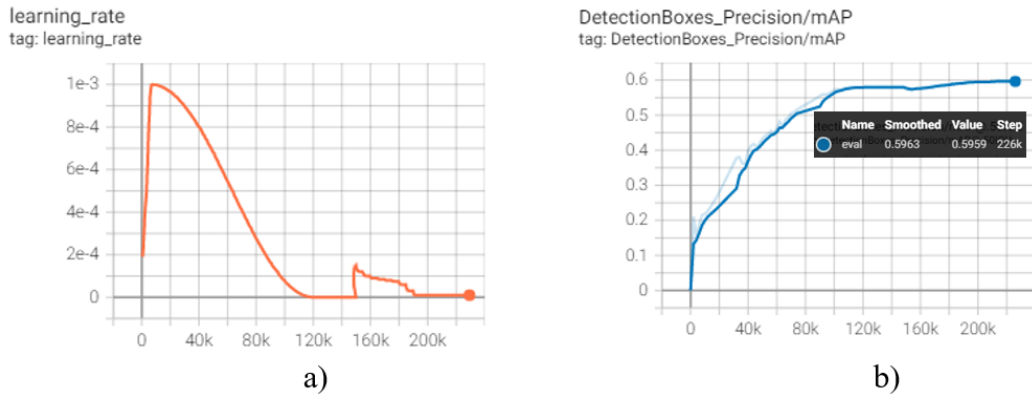 learning_rate
tag: learning_rate
1e-3
8e-4
6e-4
4e-4
2e-4
0
0 40k 80k 120k 160k 200k
a)
DetectionBoxes_Precision/mAP
tag: DetectionBoxes_Precision/mAP
0.6
0.5
0.4
0.3
0.2
0.1
0
Name Smoothed Value Step
eval 0.5963 0.5959 226k
0 40k 80k 120k 160k 200k
b)